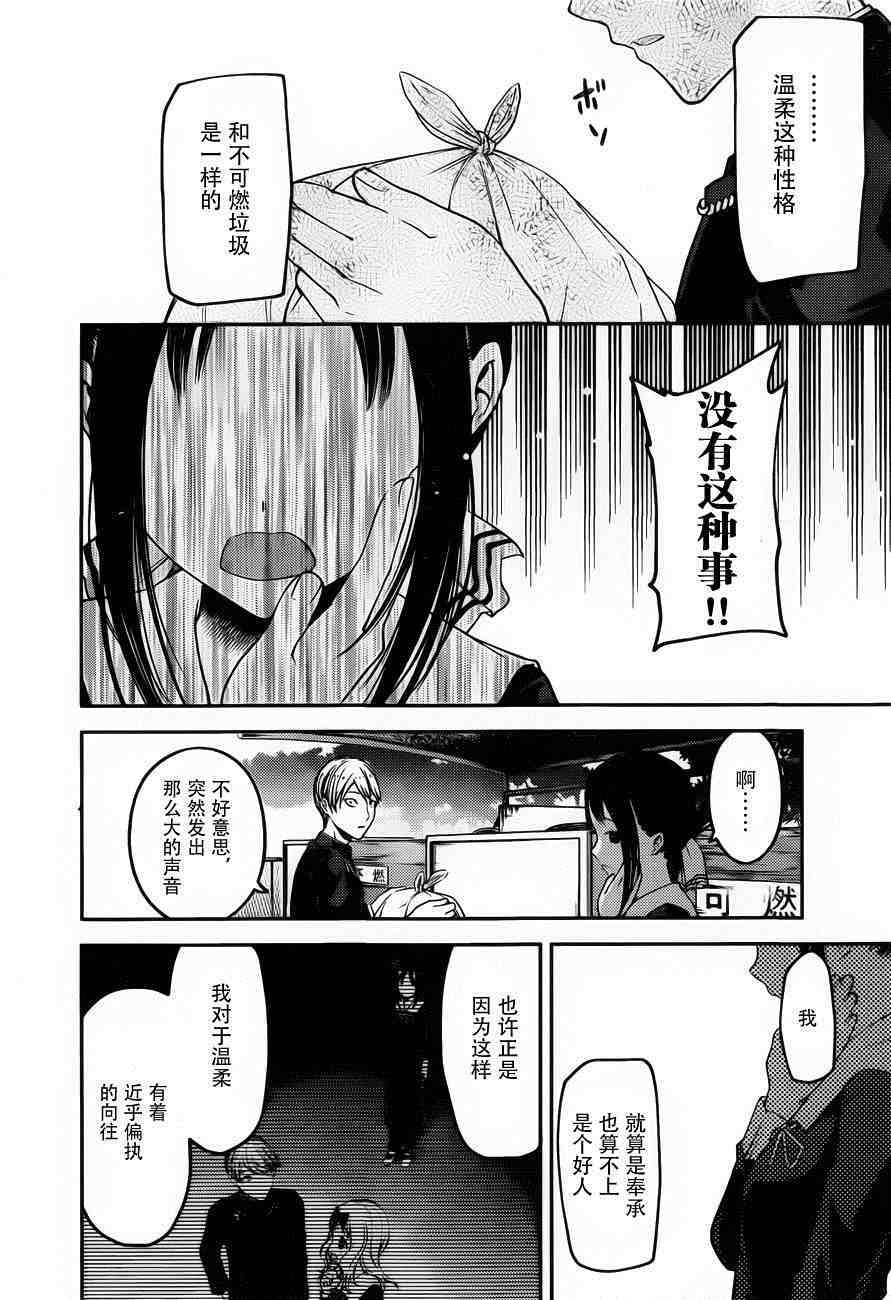 ………
温柔这种性格
ボソ
和不可燃垃圾
是一样的
没有这种事!!
啊……
不好意思,
突然发出
那么大的声音
燃
可
燃
我
就算是奉承
也算不上
是个好人
也许正是
因为这样
我对于温柔
有着
近乎偏执
的向往